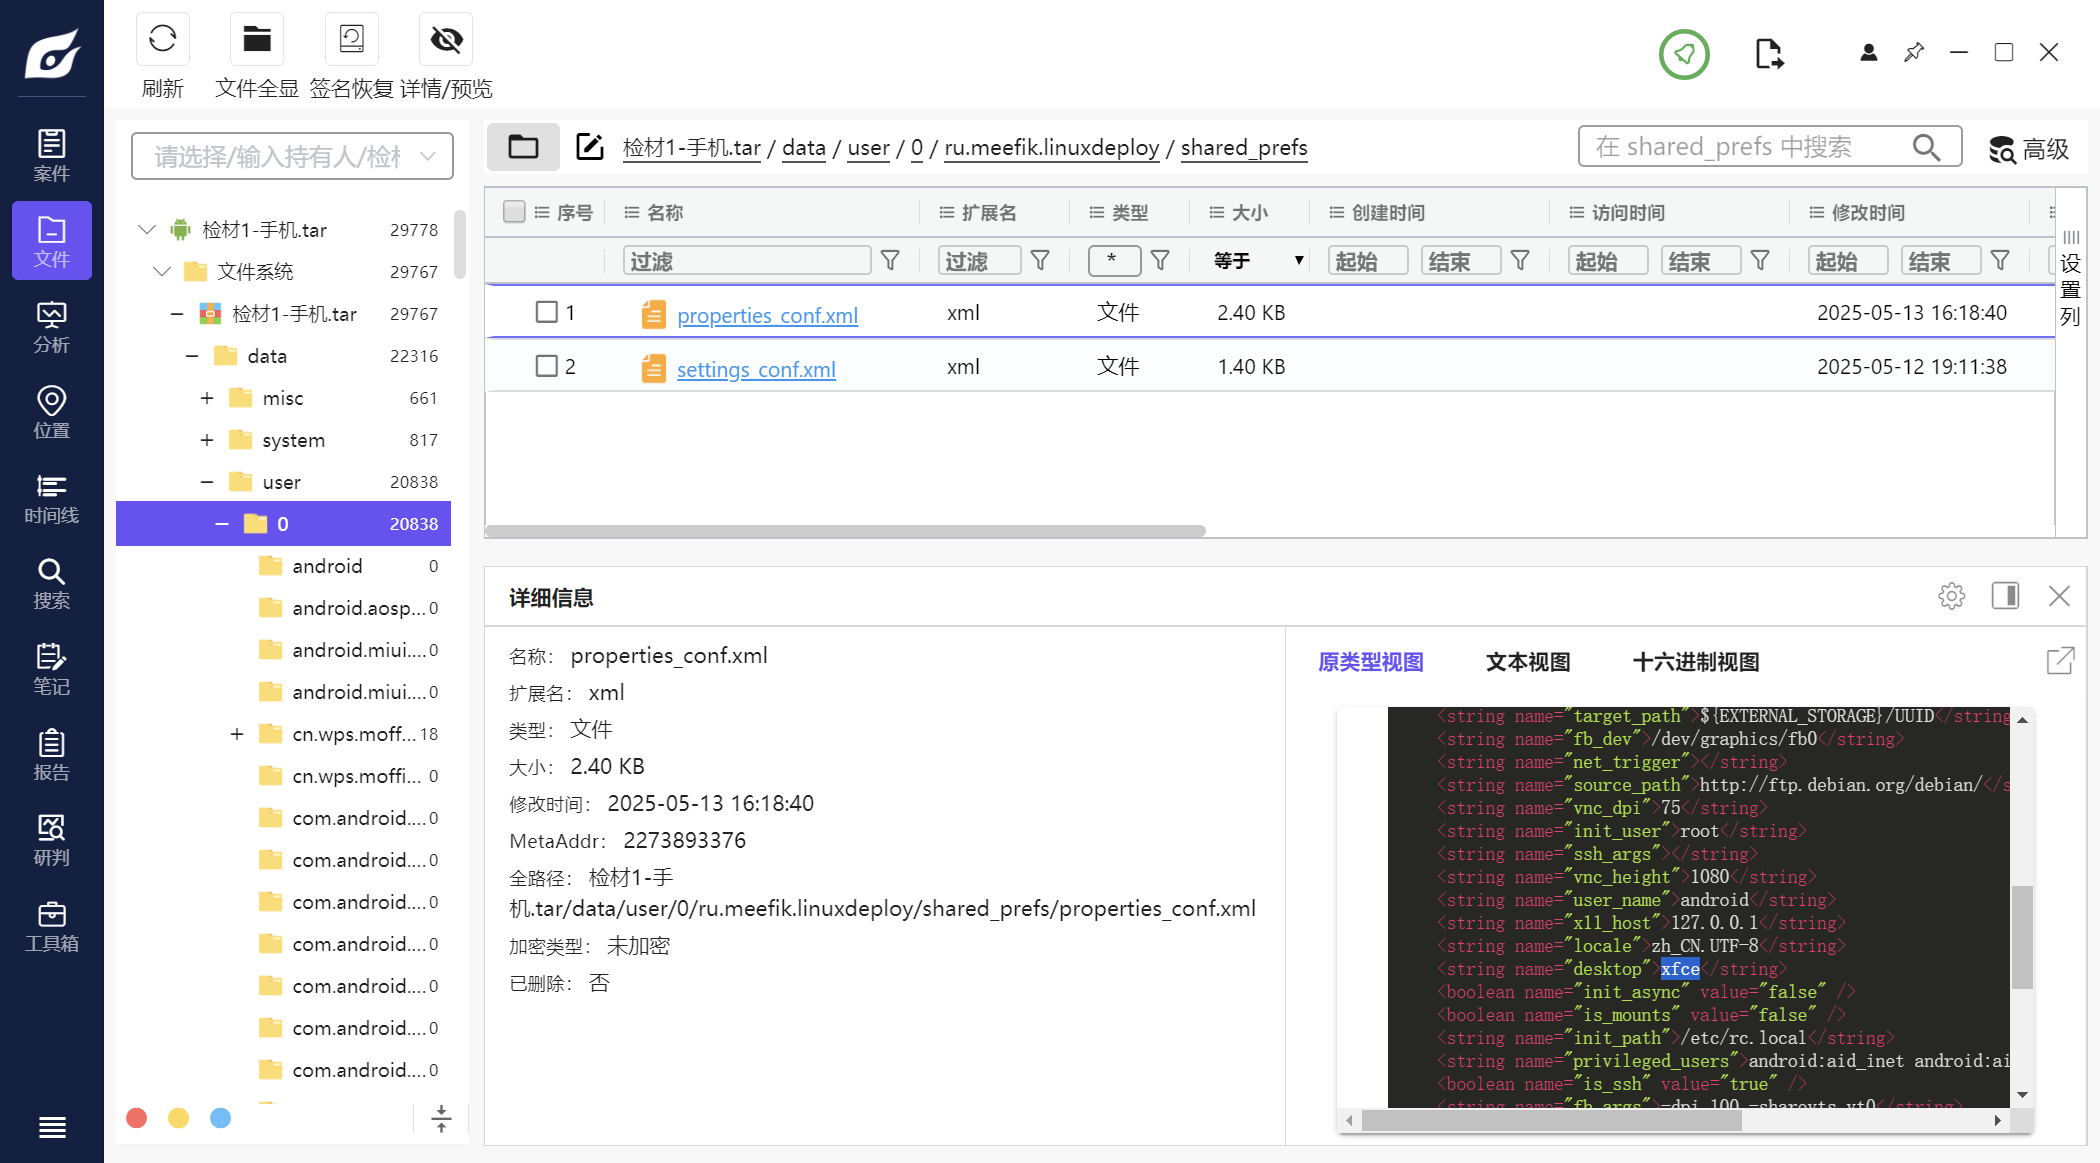 刷新
文件全显
签名恢复
详情/预览
案件
文件
分析
位置
时间线
搜索
笔记
报告
研判
工具箱
请选择/输入持有人/检材
检材1-手机.tar 29778
文件系统 29767
检材1-手机.tar 29767
data 22316
misc 661
system 817
user 20838
0 20838
android 0
android.aosp... 0
android.miui.... 0
android.miui.... 0
cn.wps.moff... 18
cn.wps.moffi... 0
com.android.... 0
com.android.... 0
com.android.... 0
com.android.... 0
com.android.... 0
com.android.... 0
com.android.... 0
检材1-手机.tar / data / user / 0 / ru.meefik.linuxdeploy / shared_prefs
在 shared_prefs 中搜索
高级
序号 名称 扩展名 类型 大小 创建时间 访问时间 修改时间
过滤 过滤 * 等于 起始 结束 起始 结束 起始 结束
设置列
1 properties_conf.xml xml 文件 2.40 KB 2025-05-13 16:18:40
2 settings_conf.xml xml 文件 1.40 KB 2025-05-12 19:11:38
详细信息
名称: properties_conf.xml
扩展名: xml
类型: 文件
大小: 2.40 KB
修改时间: 2025-05-13 16:18:40
MetaAddr: 2273893376
全路径: 检材1-手
机.tar/data/user/0/ru.meefik.linuxdeploy/shared_prefs/properties_conf.xml
加密类型: 未加密
已删除: 否
原类型视图 文本视图 十六进制视图
<string name="target_path">${EXTERNAL_STORAGE}/UUID</string
<string name="fb_dev">/dev/graphics/fb0</string>
<string name="net_trigger"></string>
<string name="source_path">http://ftp.debian.org/debian/</s
<string name="vnc_dpi">75</string>
<string name="init_user">root</string>
<string name="ssh_args"></string>
<string name="vnc_height">1080</string>
<string name="user_name">android</string>
<string name="xll_host">127.0.0.1</string>
<string name="locale">zh_CN.UTF-8</string>
<string name="desktop">xfce</string>
<boolean name="init_async" value="false" />
<boolean name="is_mounts" value="false" />
<string name="init_path">/etc/rc.local</string>
<string name="privileged_users">android:aid_inet android:ai
<boolean name="is_ssh" value="true" />
<string name="fb_args">-dpi 100 -sharevts vt0</string>